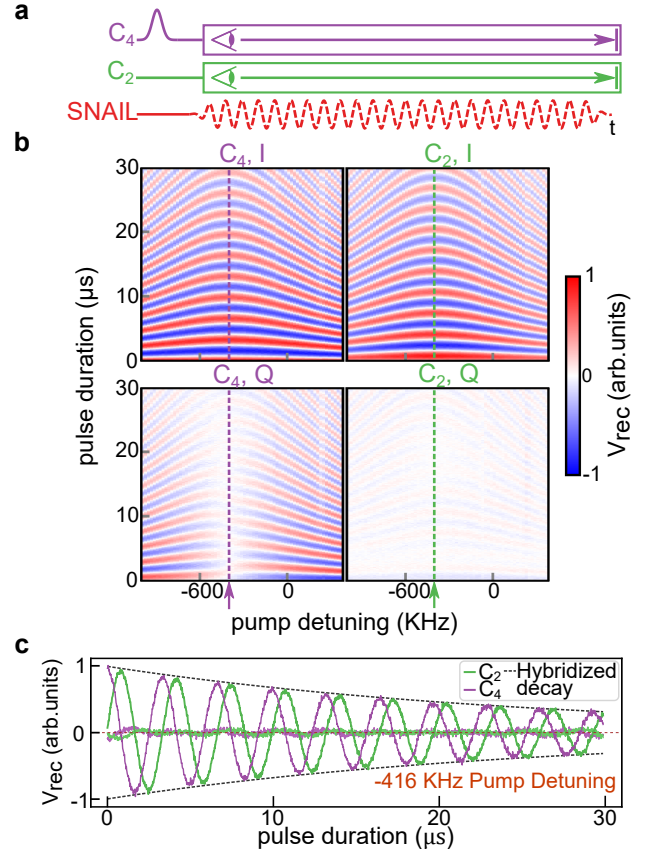 a
C4
C2
SNAIL
t
b
C4, I
C2, I
30
20
10
0
C4, Q
C2, Q
30
20
10
0
-600
0
-600
0
pulse duration (μs)
pump detuning (KHz)
1
0
-1
Vrec (arb.units)
c
1
0
-1
Vrec (arb.units)
C2
Hybridized
C4
decay
-416 KHz Pump Detuning
0
10
20
30
pulse duration (μs)